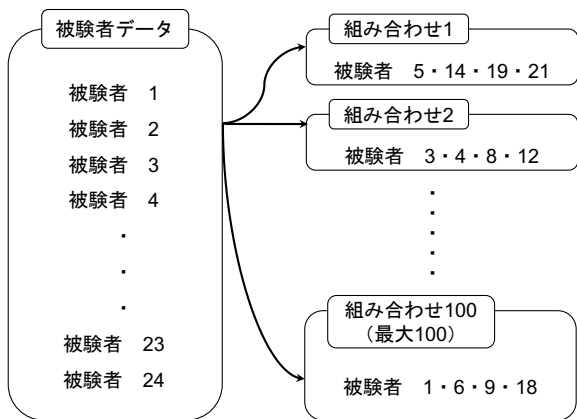 被験者データ
被験者 1
被験者 2
被験者 3
被験者 4
・
・
・
被験者 23
被験者 24
組み合わせ1
被験者 5・14・19・21
組み合わせ2
被験者 3・4・8・12
・
・
・
・
・
組み合わせ100
（最大100）
被験者 1・6・9・18